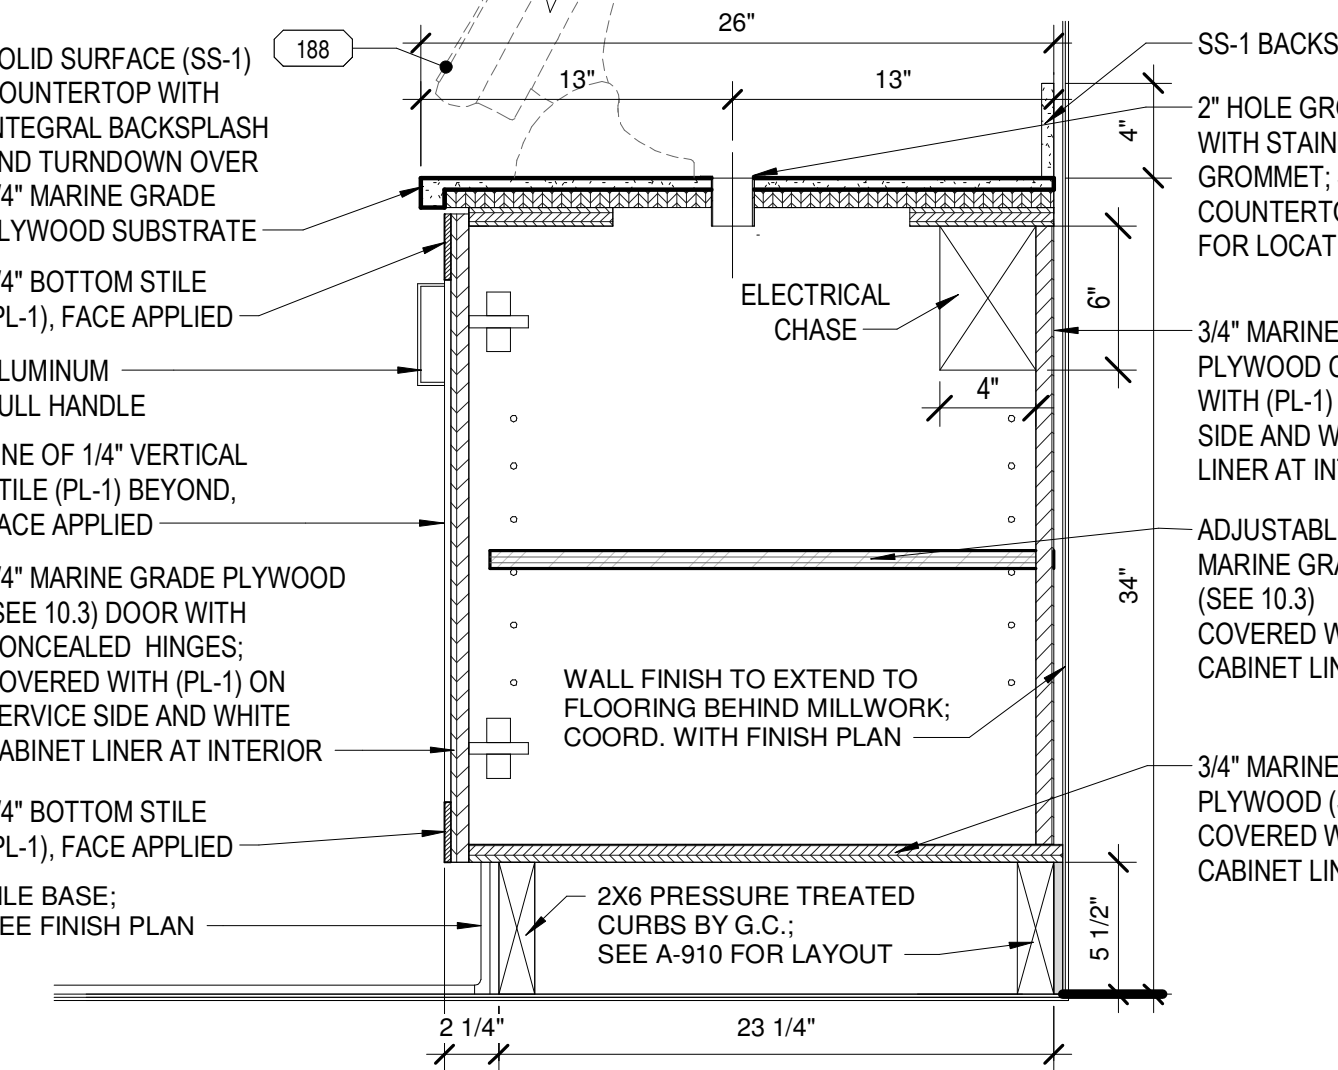 26"
188
13"
13"
OLID SURFACE (SS-1)
OUNTERTOP WITH
NTEGRAL BACKSPLASH
ND TURNDOWN OVER
/4" MARINE GRADE
LYWOOD SUBSTRATE
/4" BOTTOM STILE
PL-1), FACE APPLIED
LUMINUM
ULL HANDLE
NE OF 1/4" VERTICAL
TILE (PL-1) BEYOND,
ACE APPLIED
/4" MARINE GRADE PLYWOOD
SEE 10.3) DOOR WITH
ONCEALED HINGES;
OVERED WITH (PL-1) ON
ERVICE SIDE AND WHITE
ABINET LINER AT INTERIOR
/4" BOTTOM STILE
PL-1), FACE APPLIED
ILE BASE;
EE FINISH PLAN
ELECTRICAL
CHASE
4"
WALL FINISH TO EXTEND TO
FLOORING BEHIND MILLWORK;
COORD. WITH FINISH PLAN
2X6 PRESSURE TREATED
CURBS BY G.C.;
SEE A-910 FOR LAYOUT
2 1/4"
23 1/4"
4"
6"
34"
5 1/2"
SS-1 BACKS
2" HOLE GRO
WITH STAIN
GROMMET;
COUNTERTO
FOR LOCAT
3/4" MARINE
PLYWOOD
WITH (PL-1)
SIDE AND W
LINER AT IN
ADJUSTABL
MARINE GRA
(SEE 10.3)
COVERED W
CABINET LIN
3/4" MARINE
PLYWOOD (
COVERED W
CABINET LIN